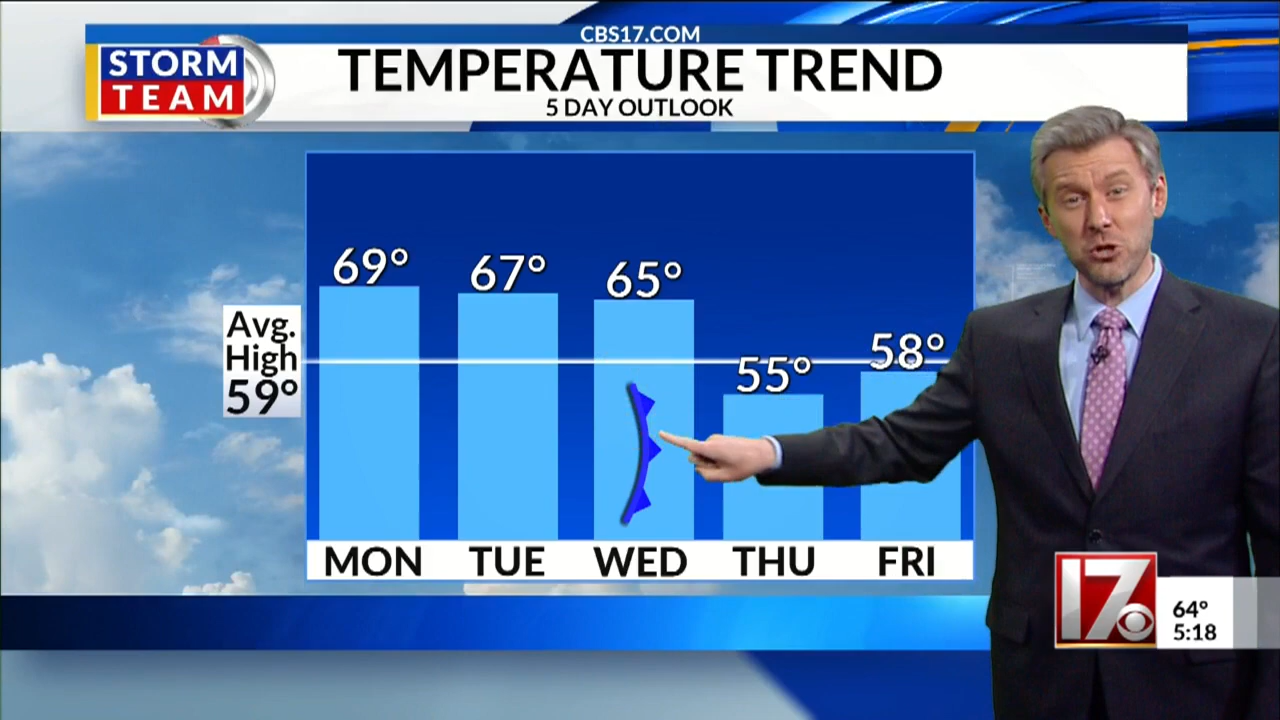 CBS17.COM
STORM
TEAM
TEMPERATURE TREND
5 DAY OUTLOOK
69°
67°
65°
55°
58°
Avg.
High
59°
MON TUE WED THU FRI
17
64°
5:18